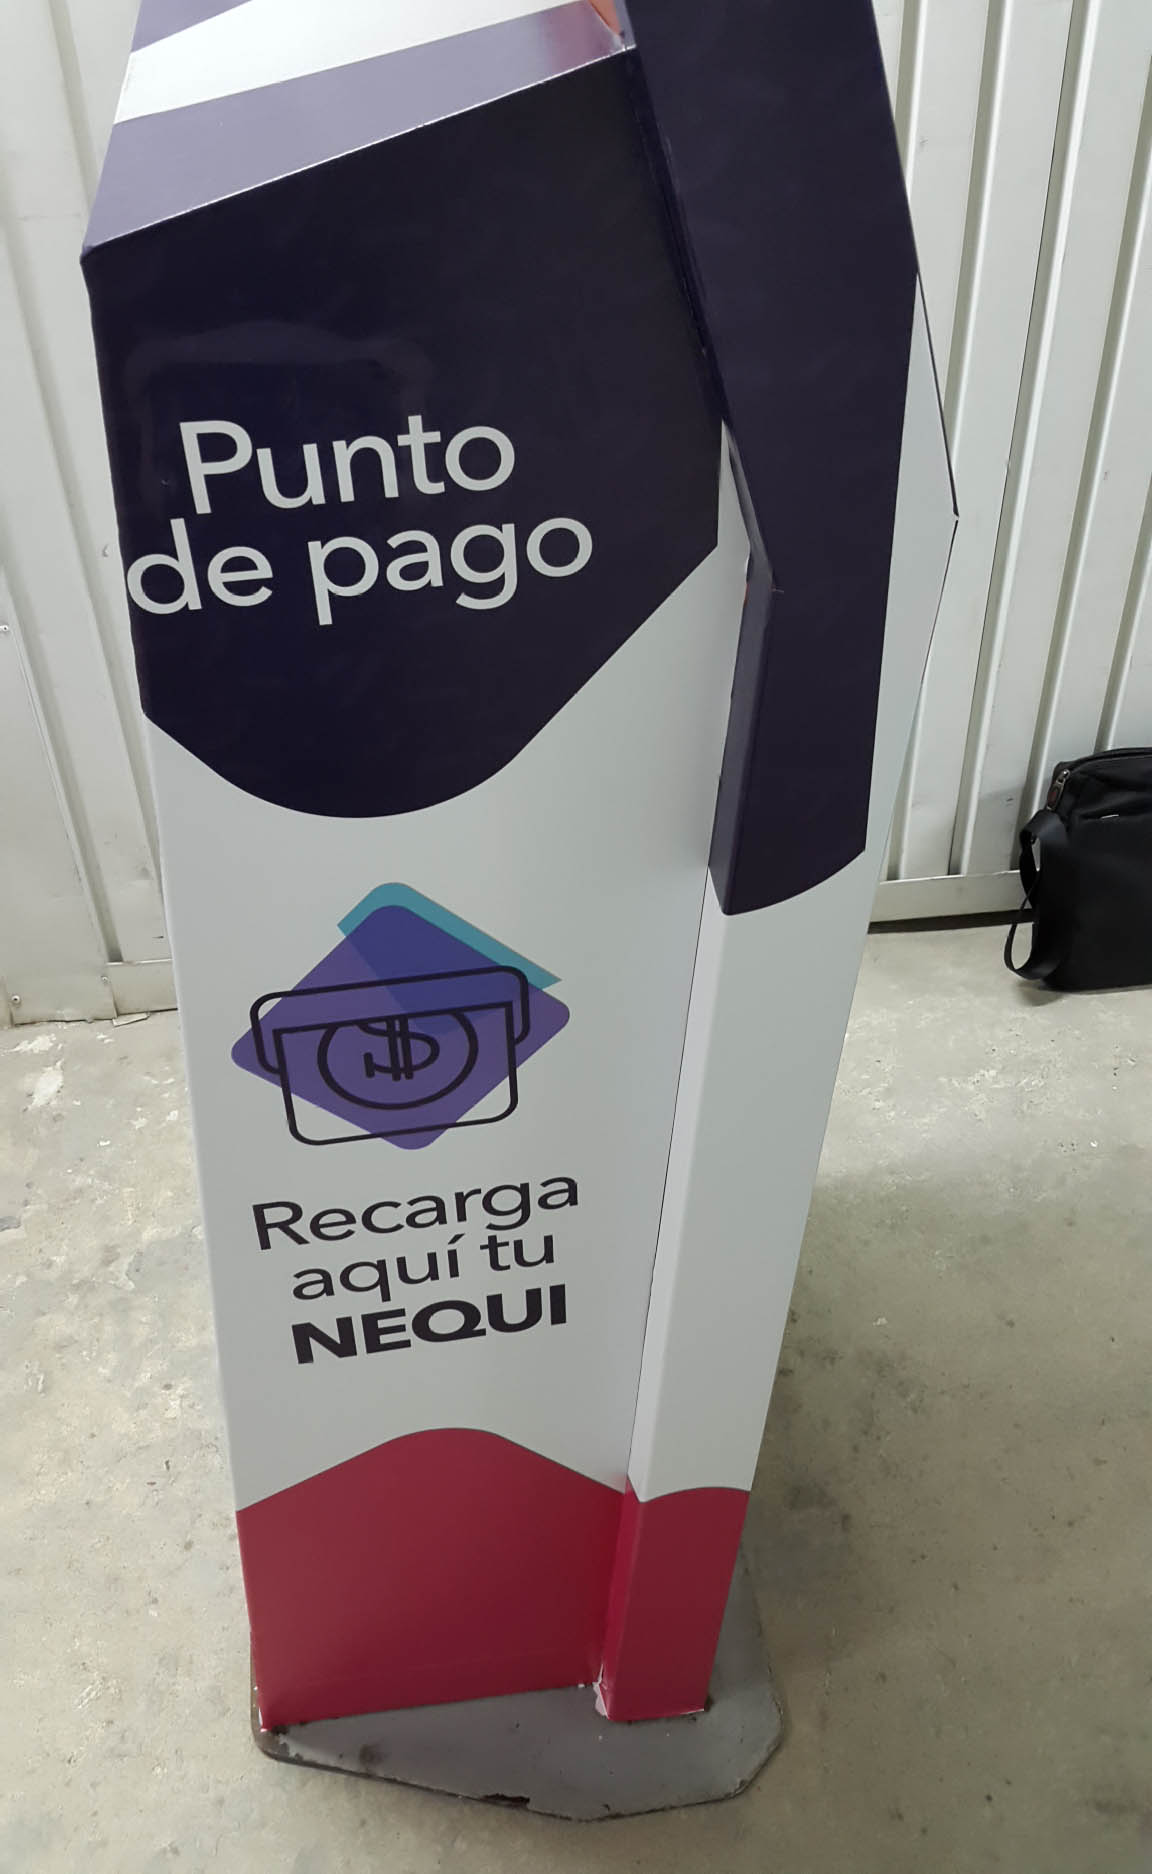 Punto
de pago
$
Recarga
aquí tu
NEQUI